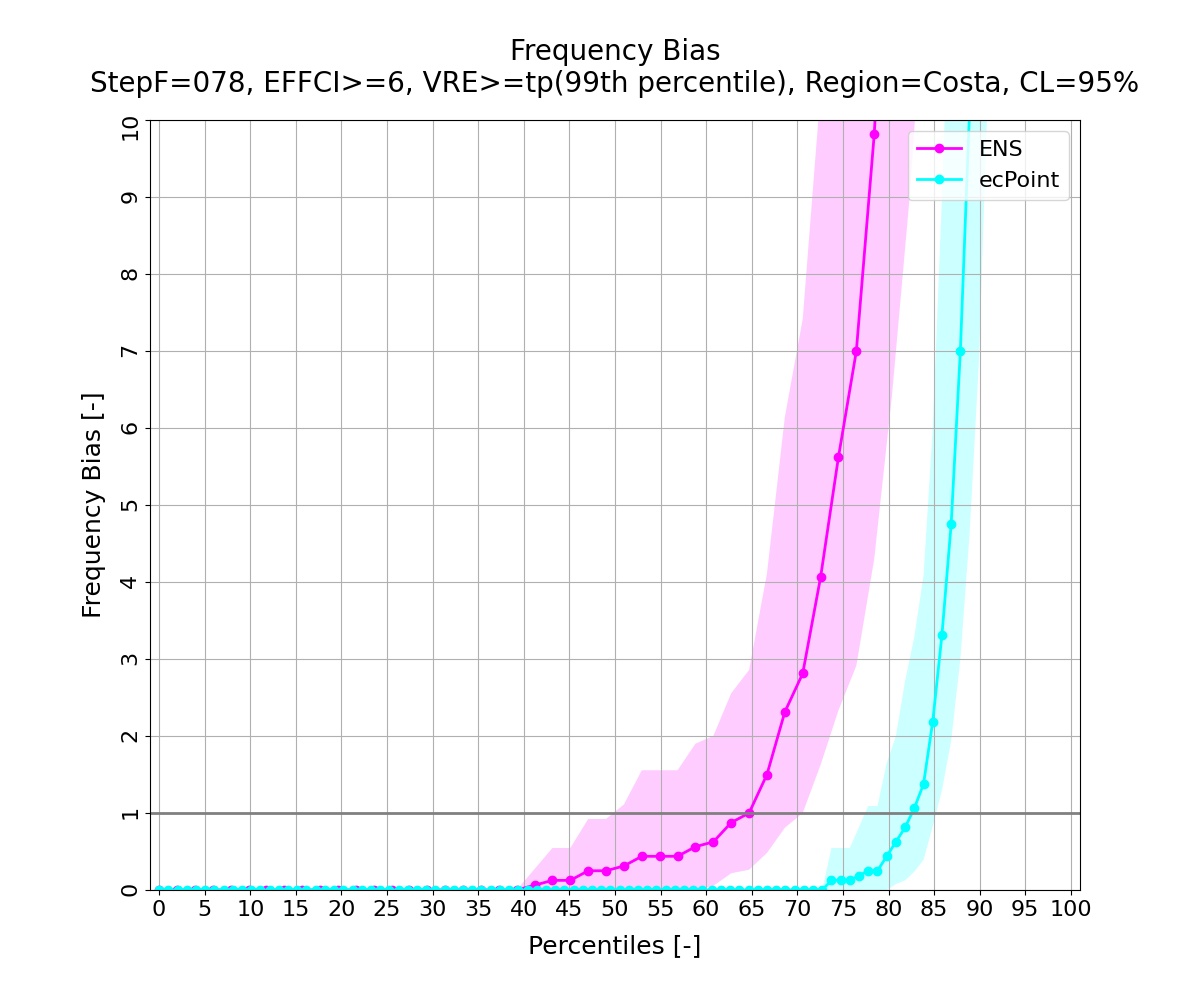 Frequency Bias
StepF=078, EFFCI>=6, VRE>=tp(99th percentile), Region=Costa, CL=95%
ENS
ecPoint
Frequency Bias [-]
10
9
8
7
6
5
4
3
2
1
0
0 5 10 15 20 25 30 35 40 45 50 55 60 65 70 75 80 85 90 95 100
Percentiles [-]